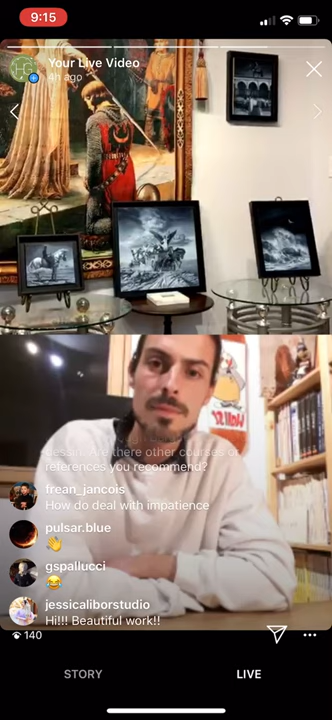 9:15
Your Live Video
4h ago
dessin. Are there other courses or
references you recommend?
frean_jancois
How do deal with impatience
pulsar.blue
👋
gspallucci
😂
jessicaliborstudio
Hi!!! Beautiful work!!
140
STORY
LIVE